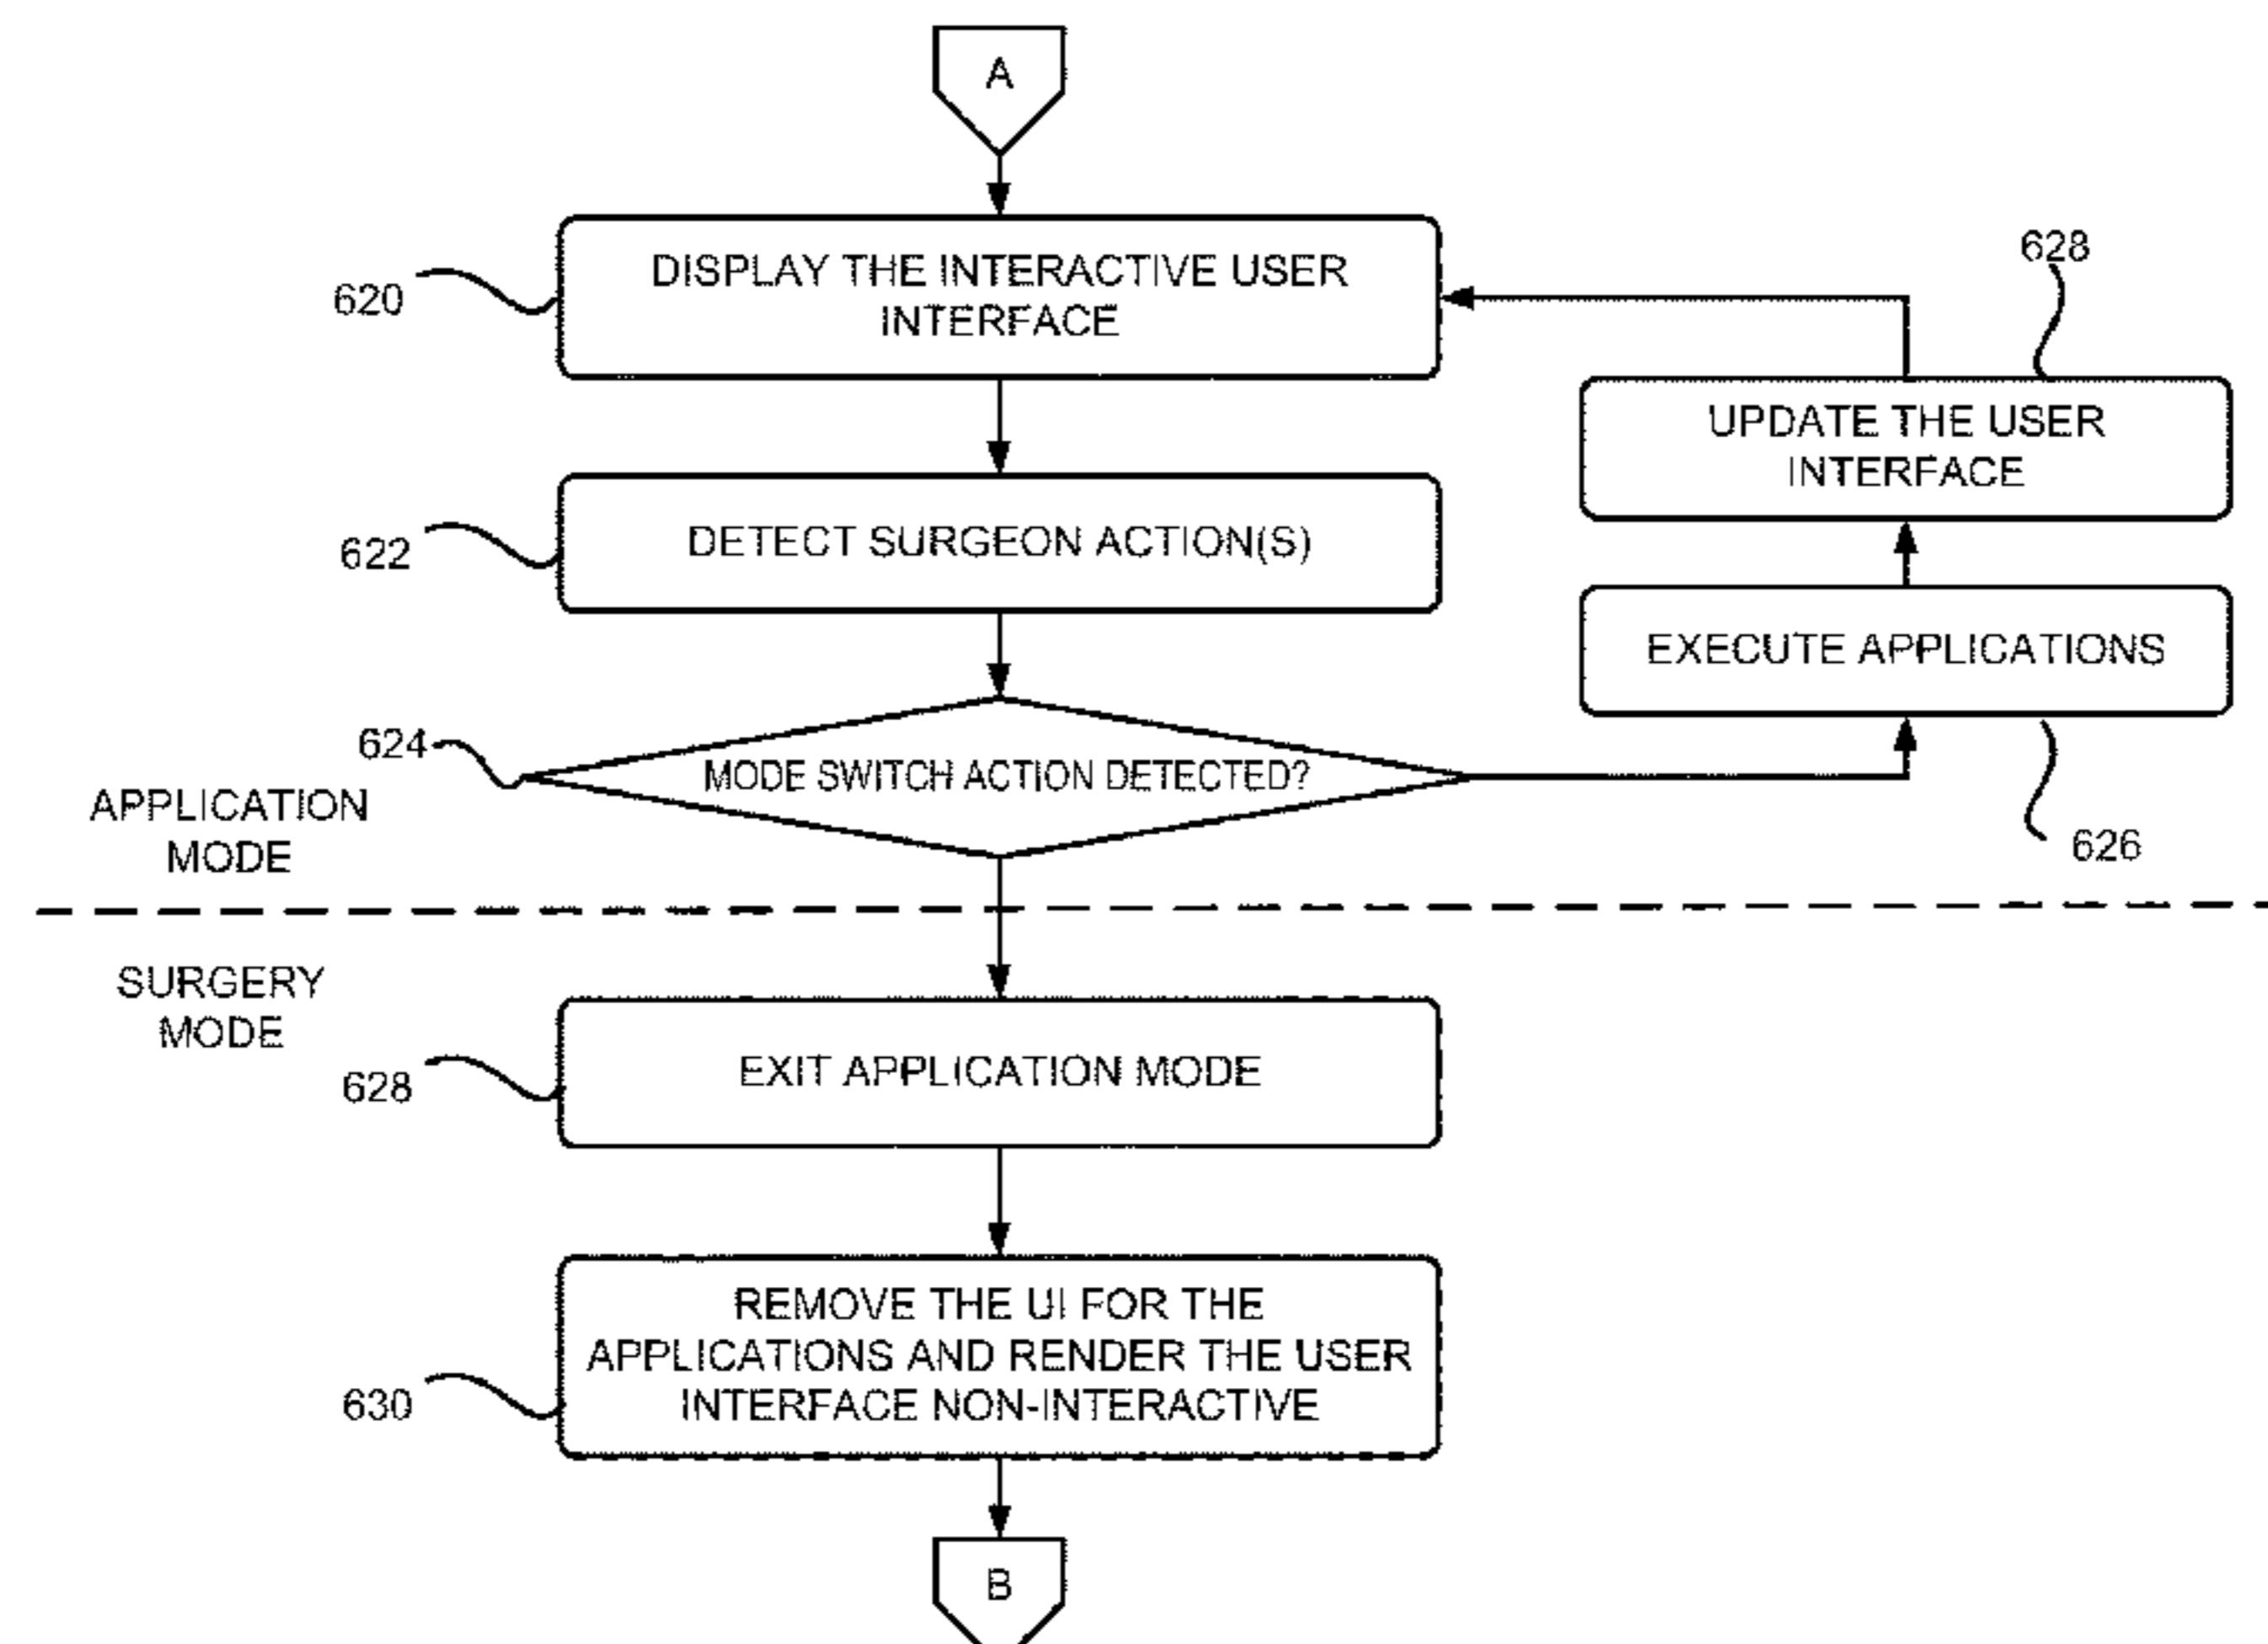 A
DISPLAY THE INTERACTIVE USER
INTERFACE
620
628
UPDATE THE USER
INTERFACE
DETECT SURGEON ACTION(S)
622
EXECUTE APPLICATIONS
624
MODE SWITCH ACTION DETECTED?
626
APPLICATION
MODE
SURGERY
MODE
EXIT APPLICATION MODE
628
REMOVE THE UI FOR THE
APPLICATIONS AND RENDER THE USER
INTERFACE NON-INTERACTIVE
630
B